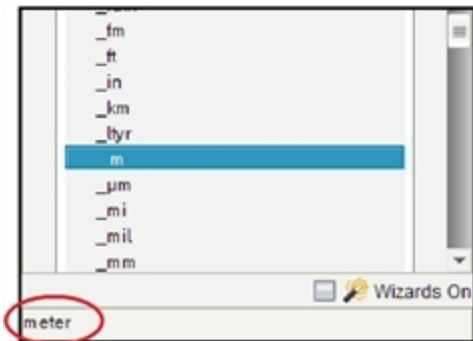 _fm
_ft
_in
_km
_ltyr
_m
_µm
_mi
_mil
_mm
Wizards On
meter